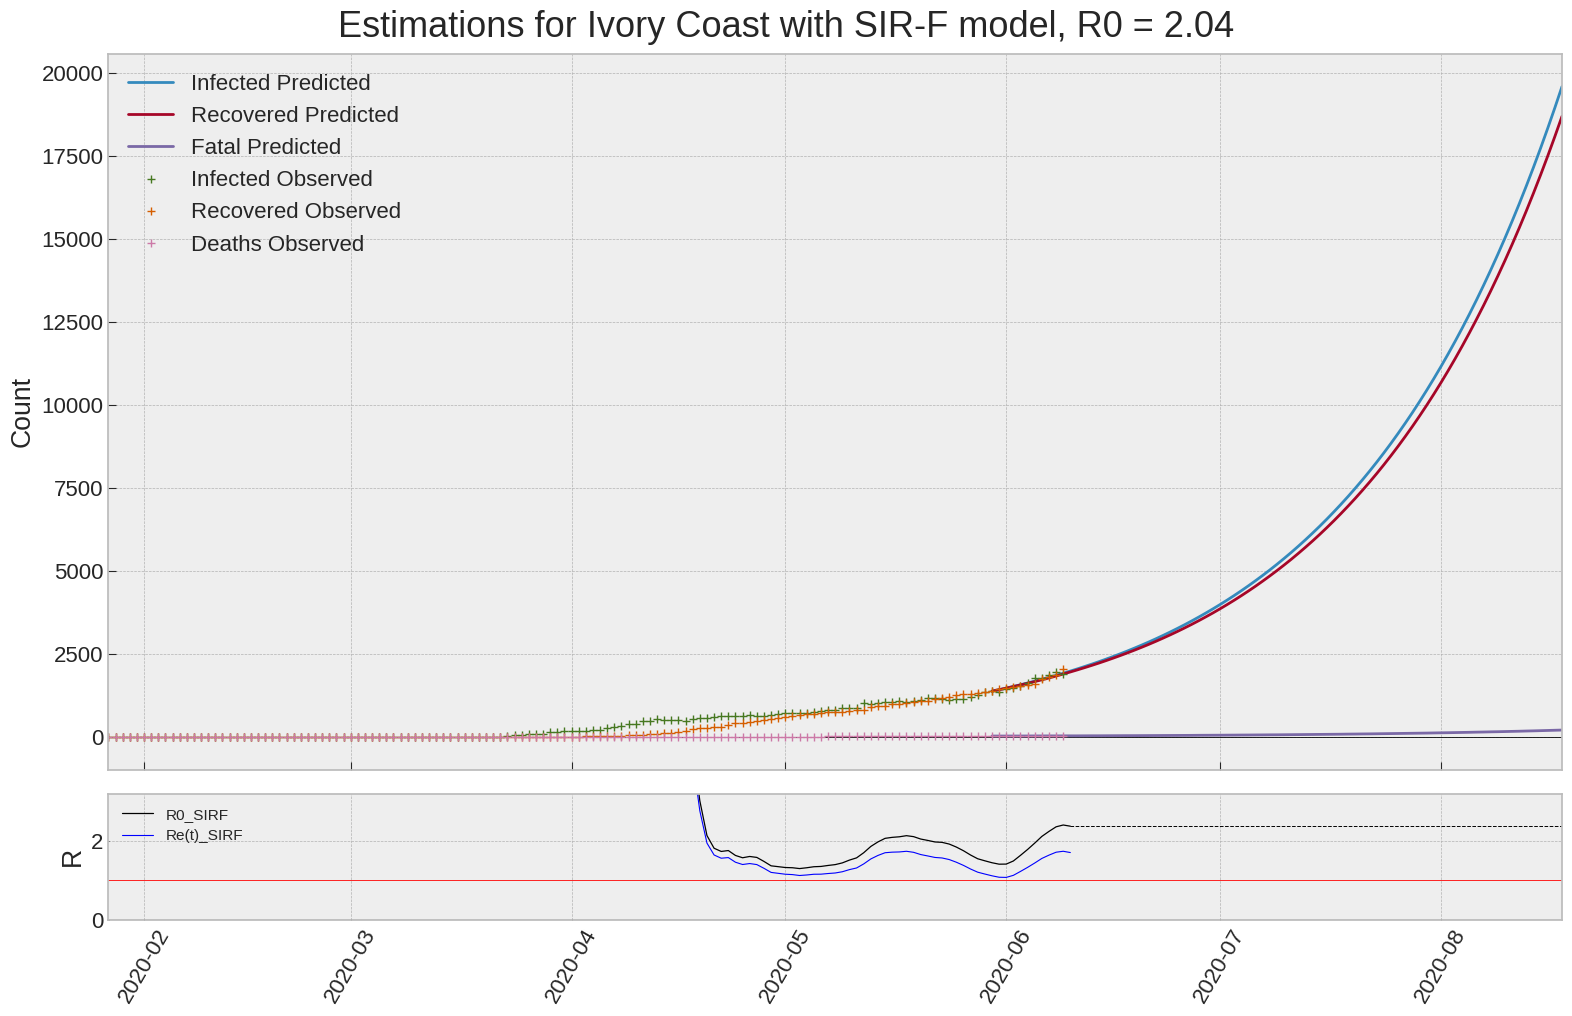 Estimations for Ivory Coast with SIR-F model, R0 = 2.04
Infected Predicted
Recovered Predicted
Fatal Predicted
Infected Observed
Recovered Observed
Deaths Observed
Count
20000
17500
15000
12500
10000
7500
5000
2500
0
R0_SIRF
Re(t)_SIRF
R
2
0
2020-02
2020-03
2020-04
2020-05
2020-06
2020-07
2020-08